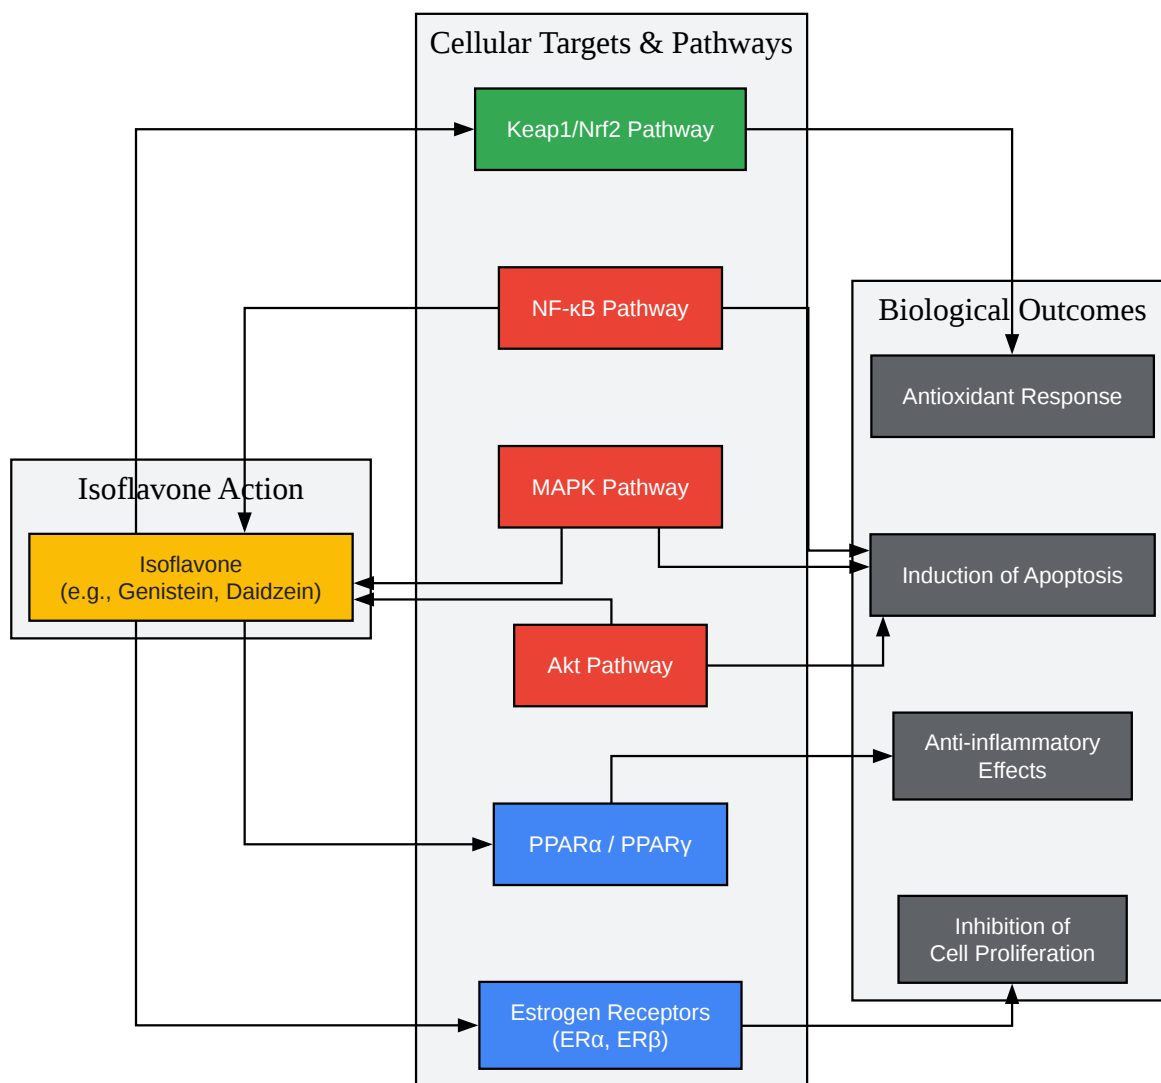 Cellular Targets & Pathways
Keap1/Nrf2 Pathway
NF-κB Pathway
Biological Outcomes
Antioxidant Response
MAPK Pathway
Isoflavone Action
Isoflavone
(e.g., Genistein, Daidzein)
Induction of Apoptosis
Akt Pathway
Anti-inflammatory
Effects
PPARα / PPARγ
Inhibition of
Cell Proliferation
Estrogen Receptors
(ERα, ERβ)